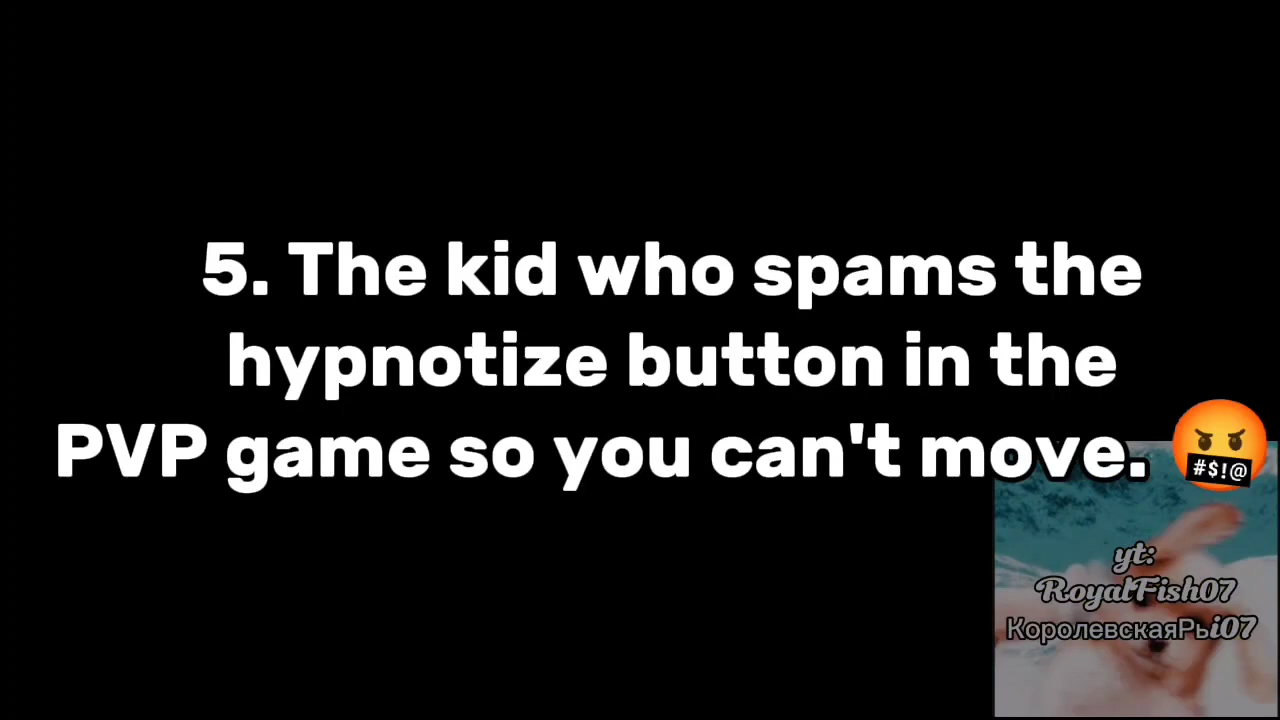 5. The kid who spams the
hypnotize button in the
PVP game so you can't move. 🤬
#$!@
yt:
RoyalFish07
КоролевскаяРыi07